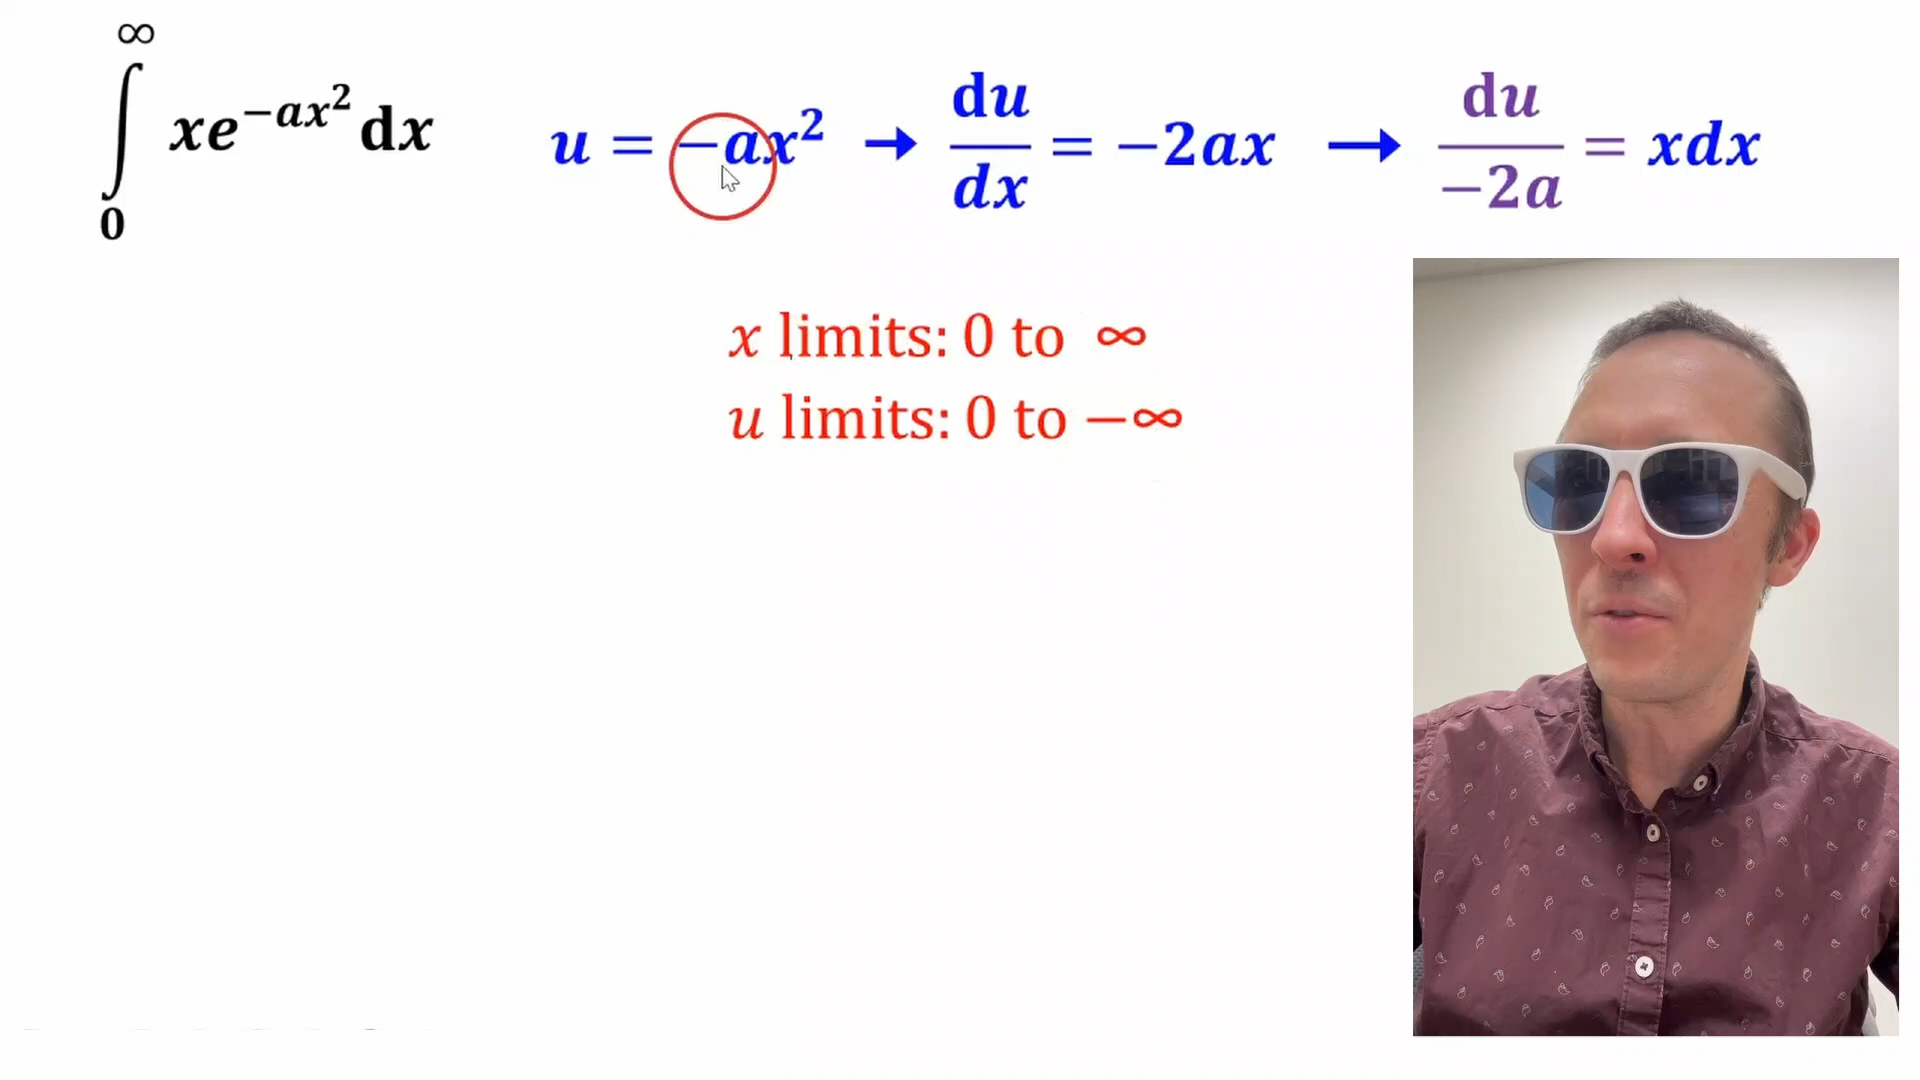 ∫₀^∞ xe^{−ax²} dx
u = −ax² → du/dx = −2ax → du/−2a = xdx
x limits: 0 to ∞
u limits: 0 to −∞